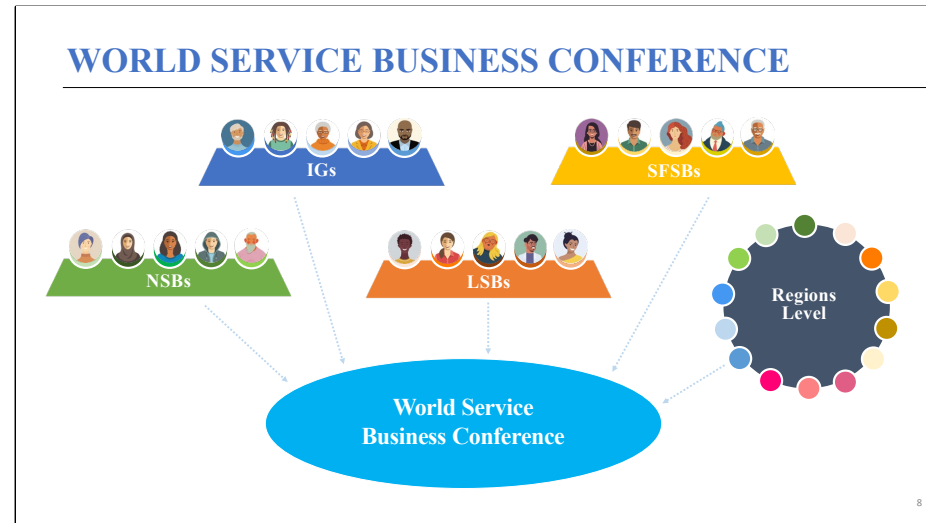 WORLD SERVICE BUSINESS CONFERENCE
IGs
SFSBs
NSBs
LSBs
Regions
Level
World Service
Business Conference
8